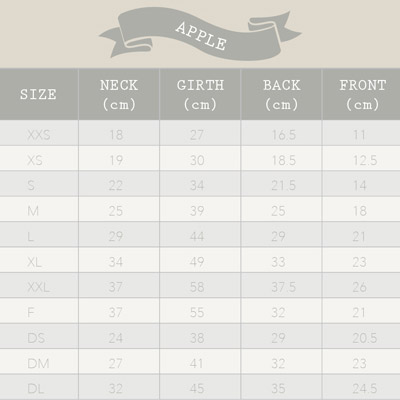 APPLE
SIZE NECK (cm) GIRTH (cm) BACK (cm) FRONT (cm)
XXS 18 27 16.5 11
XS 19 30 18.5 12.5
S 22 34 21.5 14
M 25 39 25 18
L 29 44 29 21
XL 34 49 33 23
XXL 37 58 37.5 26
F 37 55 32 21
DS 24 38 29 20.5
DM 27 41 32 23
DL 32 45 35 24.5